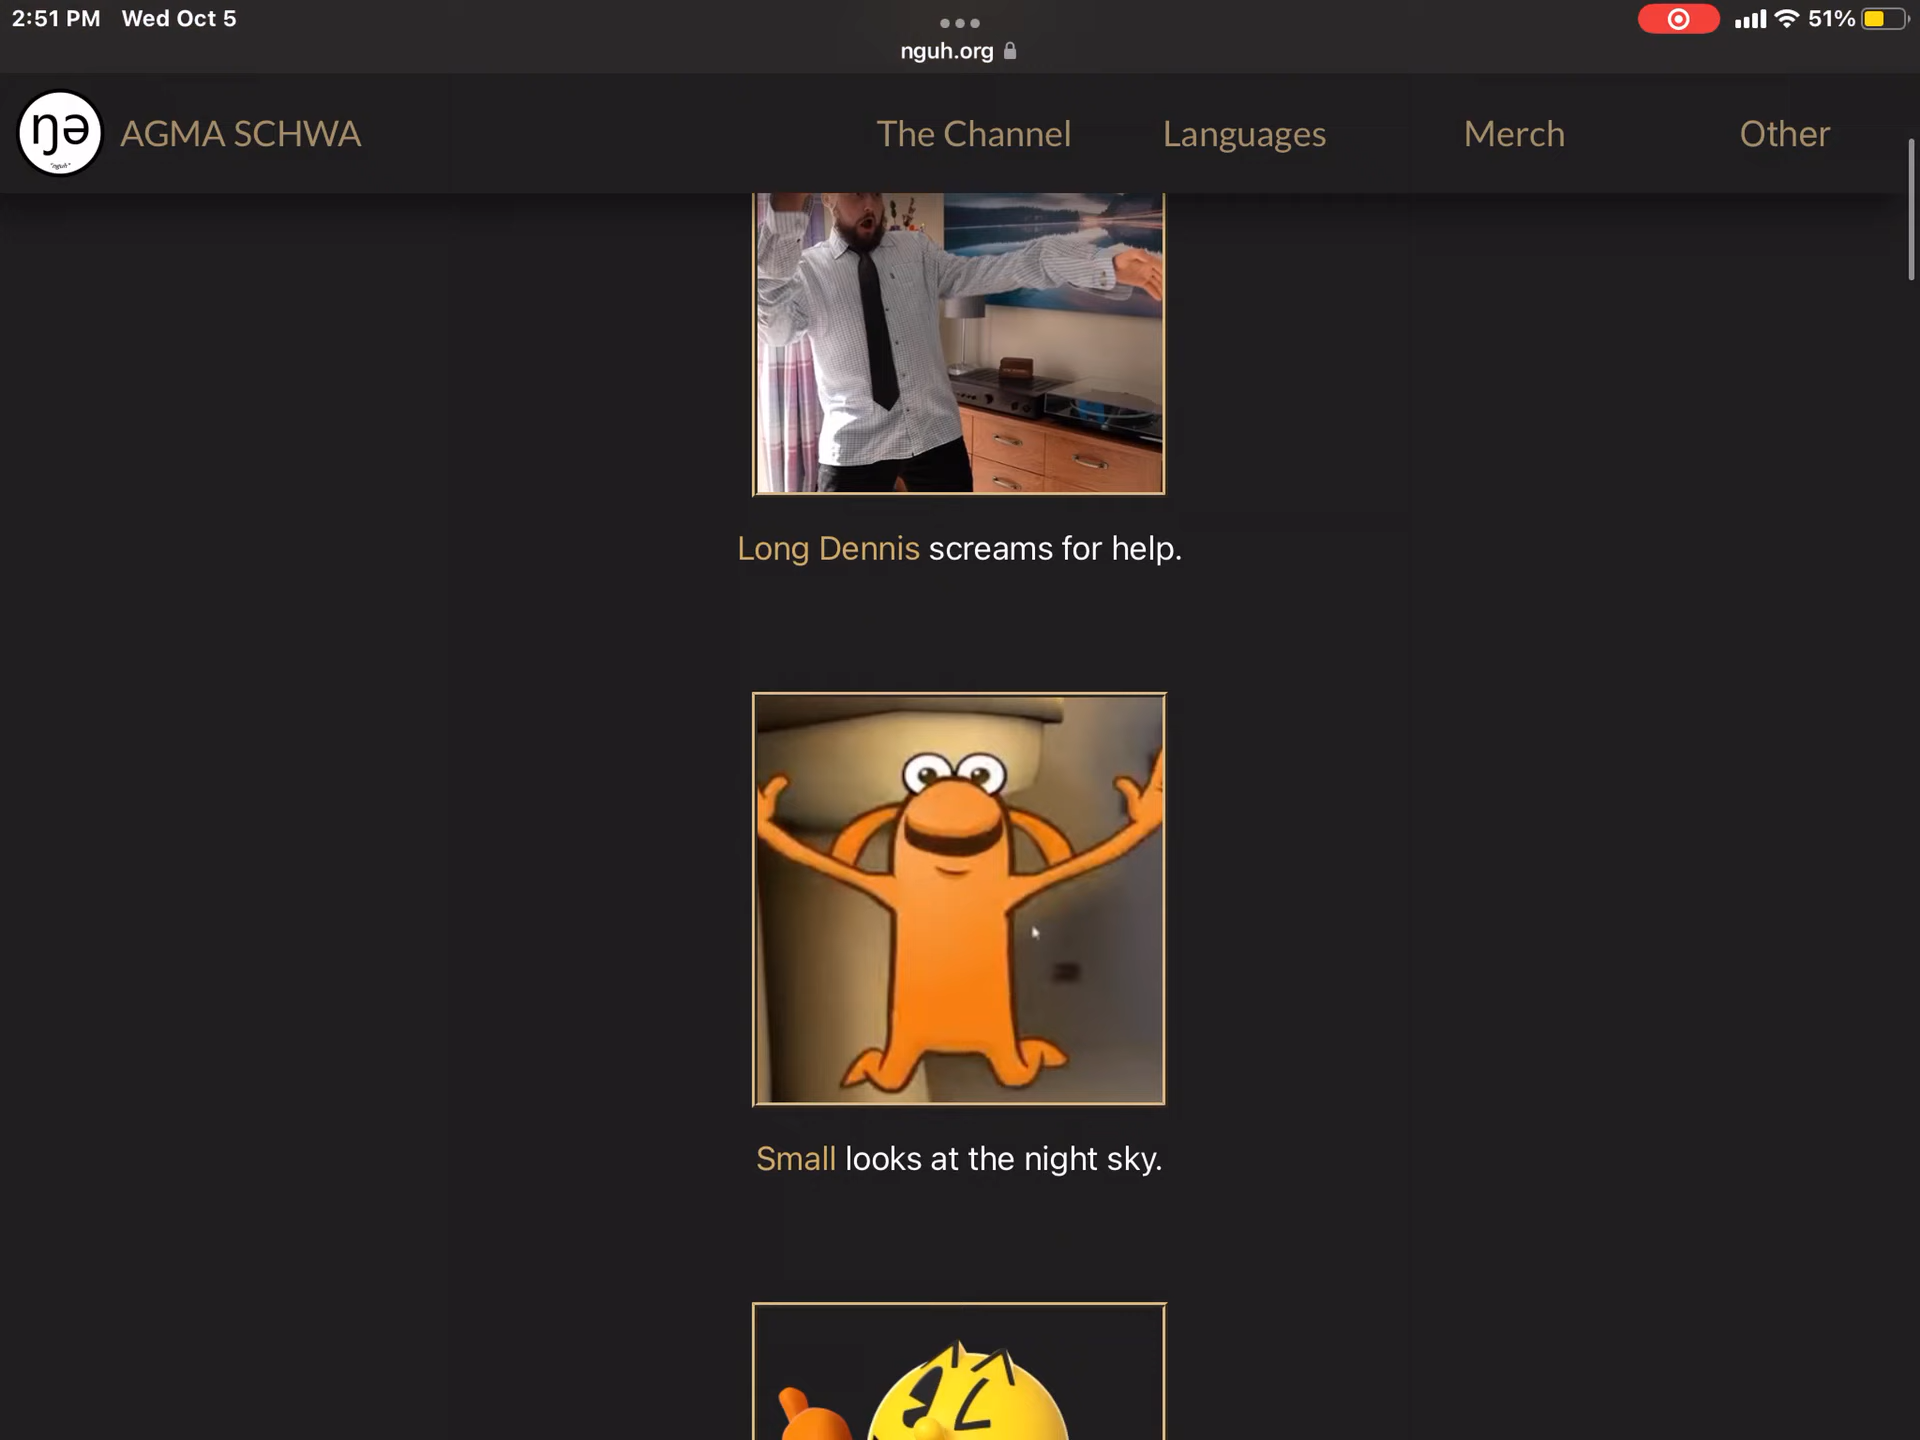 2:51 PM Wed Oct 5
51%
nguh.org
ŋə
"nguh"
AGMA SCHWA
The Channel
Languages
Merch
Other
Long Dennis screams for help.
Small looks at the night sky.